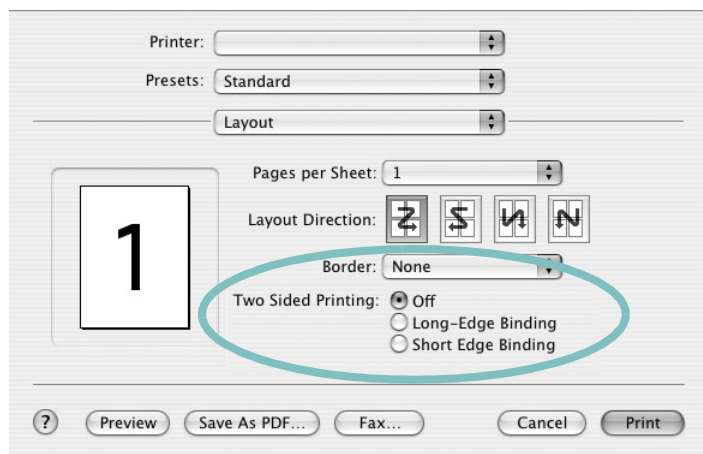 Printer:
Presets: Standard
Layout
Pages per Sheet: 1
Layout Direction:
1
Border: None
Two Sided Printing: Off
Long-Edge Binding
Short Edge Binding
? Preview Save As PDF... Fax... Cancel Print